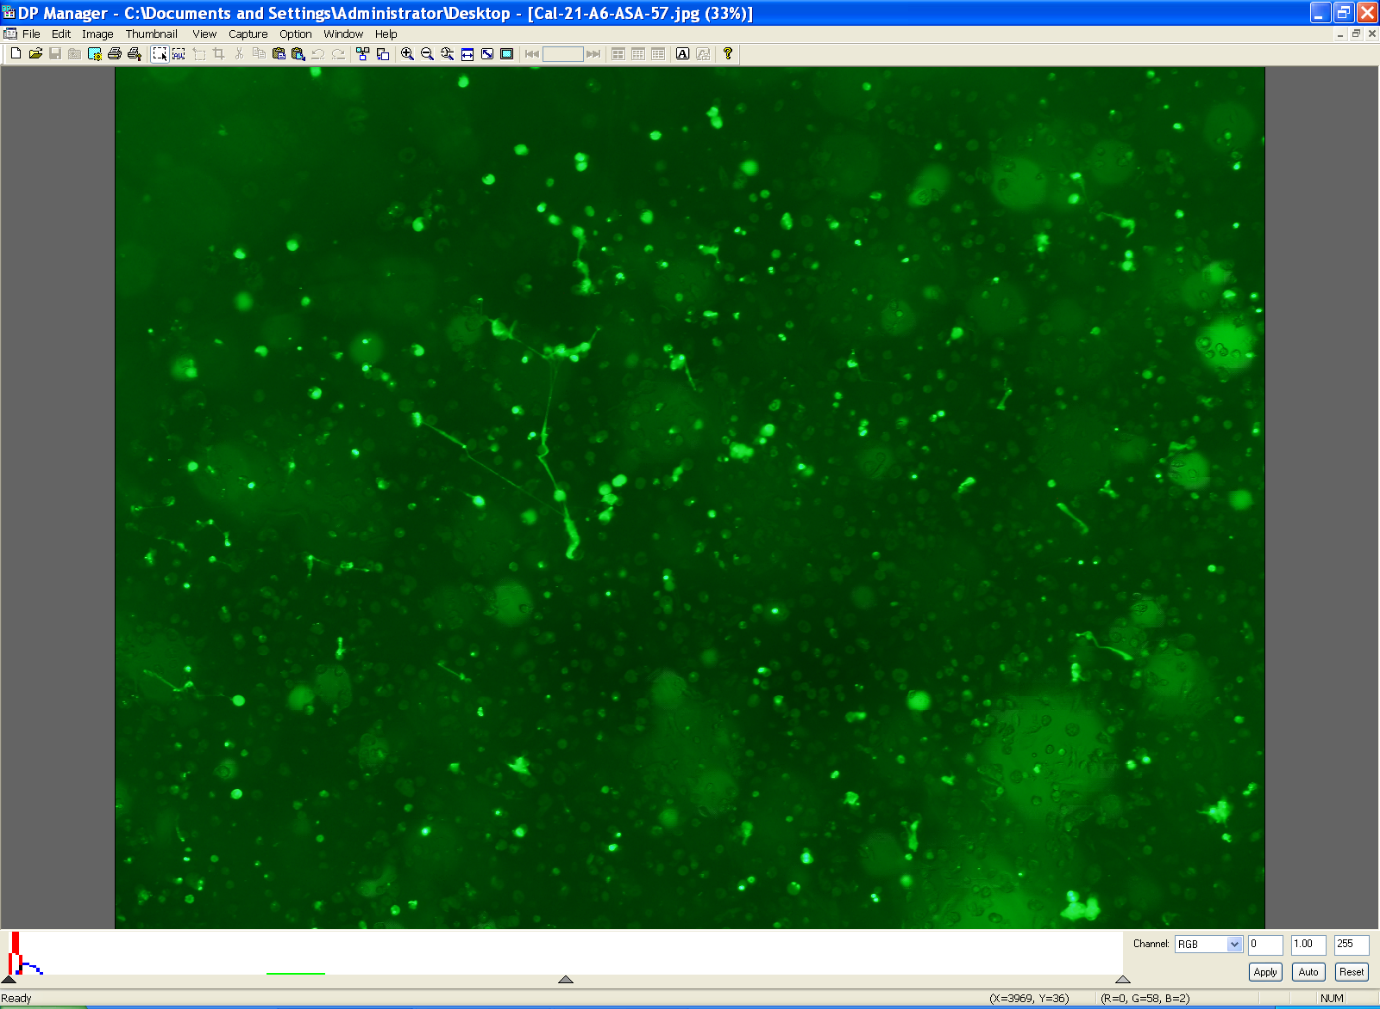 DP Manager - C:\Documents and Settings\Administrator\Desktop - [Cal-21-A6-ASA-57.jpg (33%)]
File Edit Image Thumbnail View Capture Option Window Help
A ?
Channel: RGB 0 1.00 255
Apply Auto Reset
Ready (X=3969, Y=36) (R=0, G=58, B=2) NUM